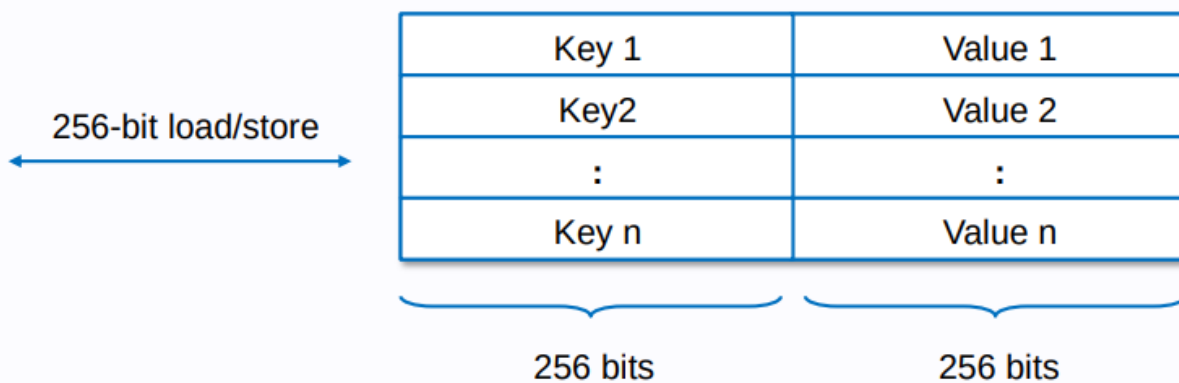 Key 1 Value 1
256-bit load/store
Key2 Value 2
: :
Key n Value n
256 bits 256 bits